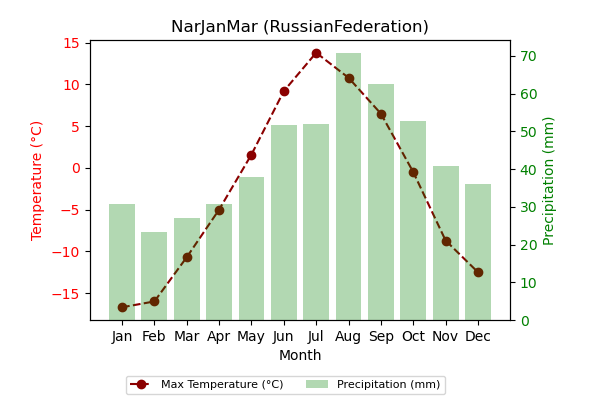 NarJanMar (RussianFederation)
Temperature (°C)
15
10
5
0
−5
−10
−15
70
60
50
40
30
20
10
0
Precipitation (mm)
Jan Feb Mar Apr May Jun Jul Aug Sep Oct Nov Dec
Month
Max Temperature (°C) Precipitation (mm)